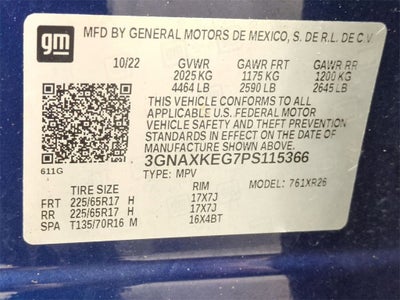 gm
MFD BY GENERAL MOTORS DE MEXICO, S. DE R.L. DE C.V.
10/22 GVWR GAWR FRT GAWR RR
2025 KG 1175 KG 1200 KG
4464 LB 2590 LB 2645 LB
THIS VEHICLE CONFORMS TO ALL
APPLICABLE U.S. FEDERAL MOTOR
VEHICLE SAFETY AND THEFT PREVENTION
STANDARDS IN EFFECT ON THE DATE OF
MANUFACTURE SHOWN ABOVE.
3GNAXKEG7PS115366
611G TYPE: MPV MODEL: 761XR26
TIRE SIZE RIM
FRT 225/65R17 H 17X7J
RR 225/65R17 H 17X7J
SPA T135/70R16 M 16X4BT